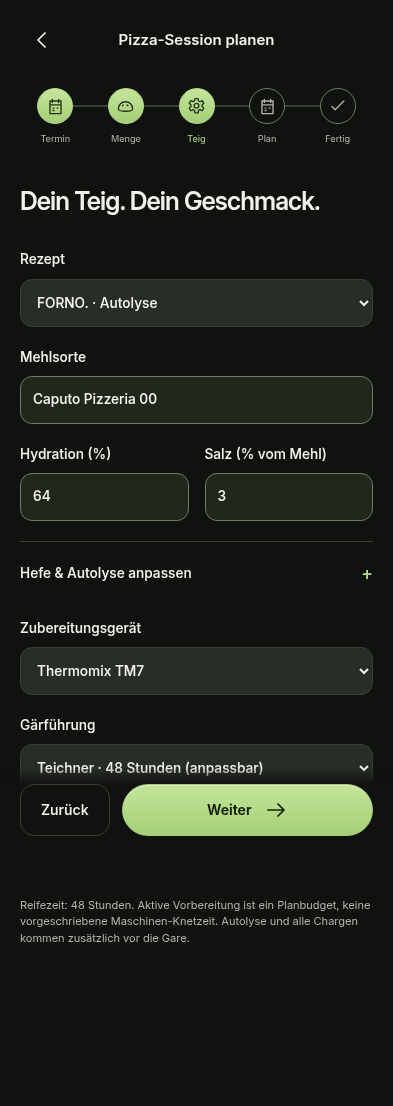 Pizza-Session planen
Termin
Menge
Teig
Plan
Fertig
Dein Teig. Dein Geschmack.
Rezept
FORNO. · Autolyse
Mehlsorte
Caputo Pizzeria 00
Hydration (%)
Salz (% vom Mehl)
64
3
Hefe & Autolyse anpassen
+
Zubereitungsgerät
Thermomix TM7
Gärführung
Teichner · 48 Stunden (anpassbar)
Zurück
Weiter
Reifezeit: 48 Stunden. Aktive Vorbereitung ist ein Planbudget, keine
vorgeschriebene Maschinen-Knetzeit. Autolyse und alle Chargen
kommen zusätzlich vor die Gare.